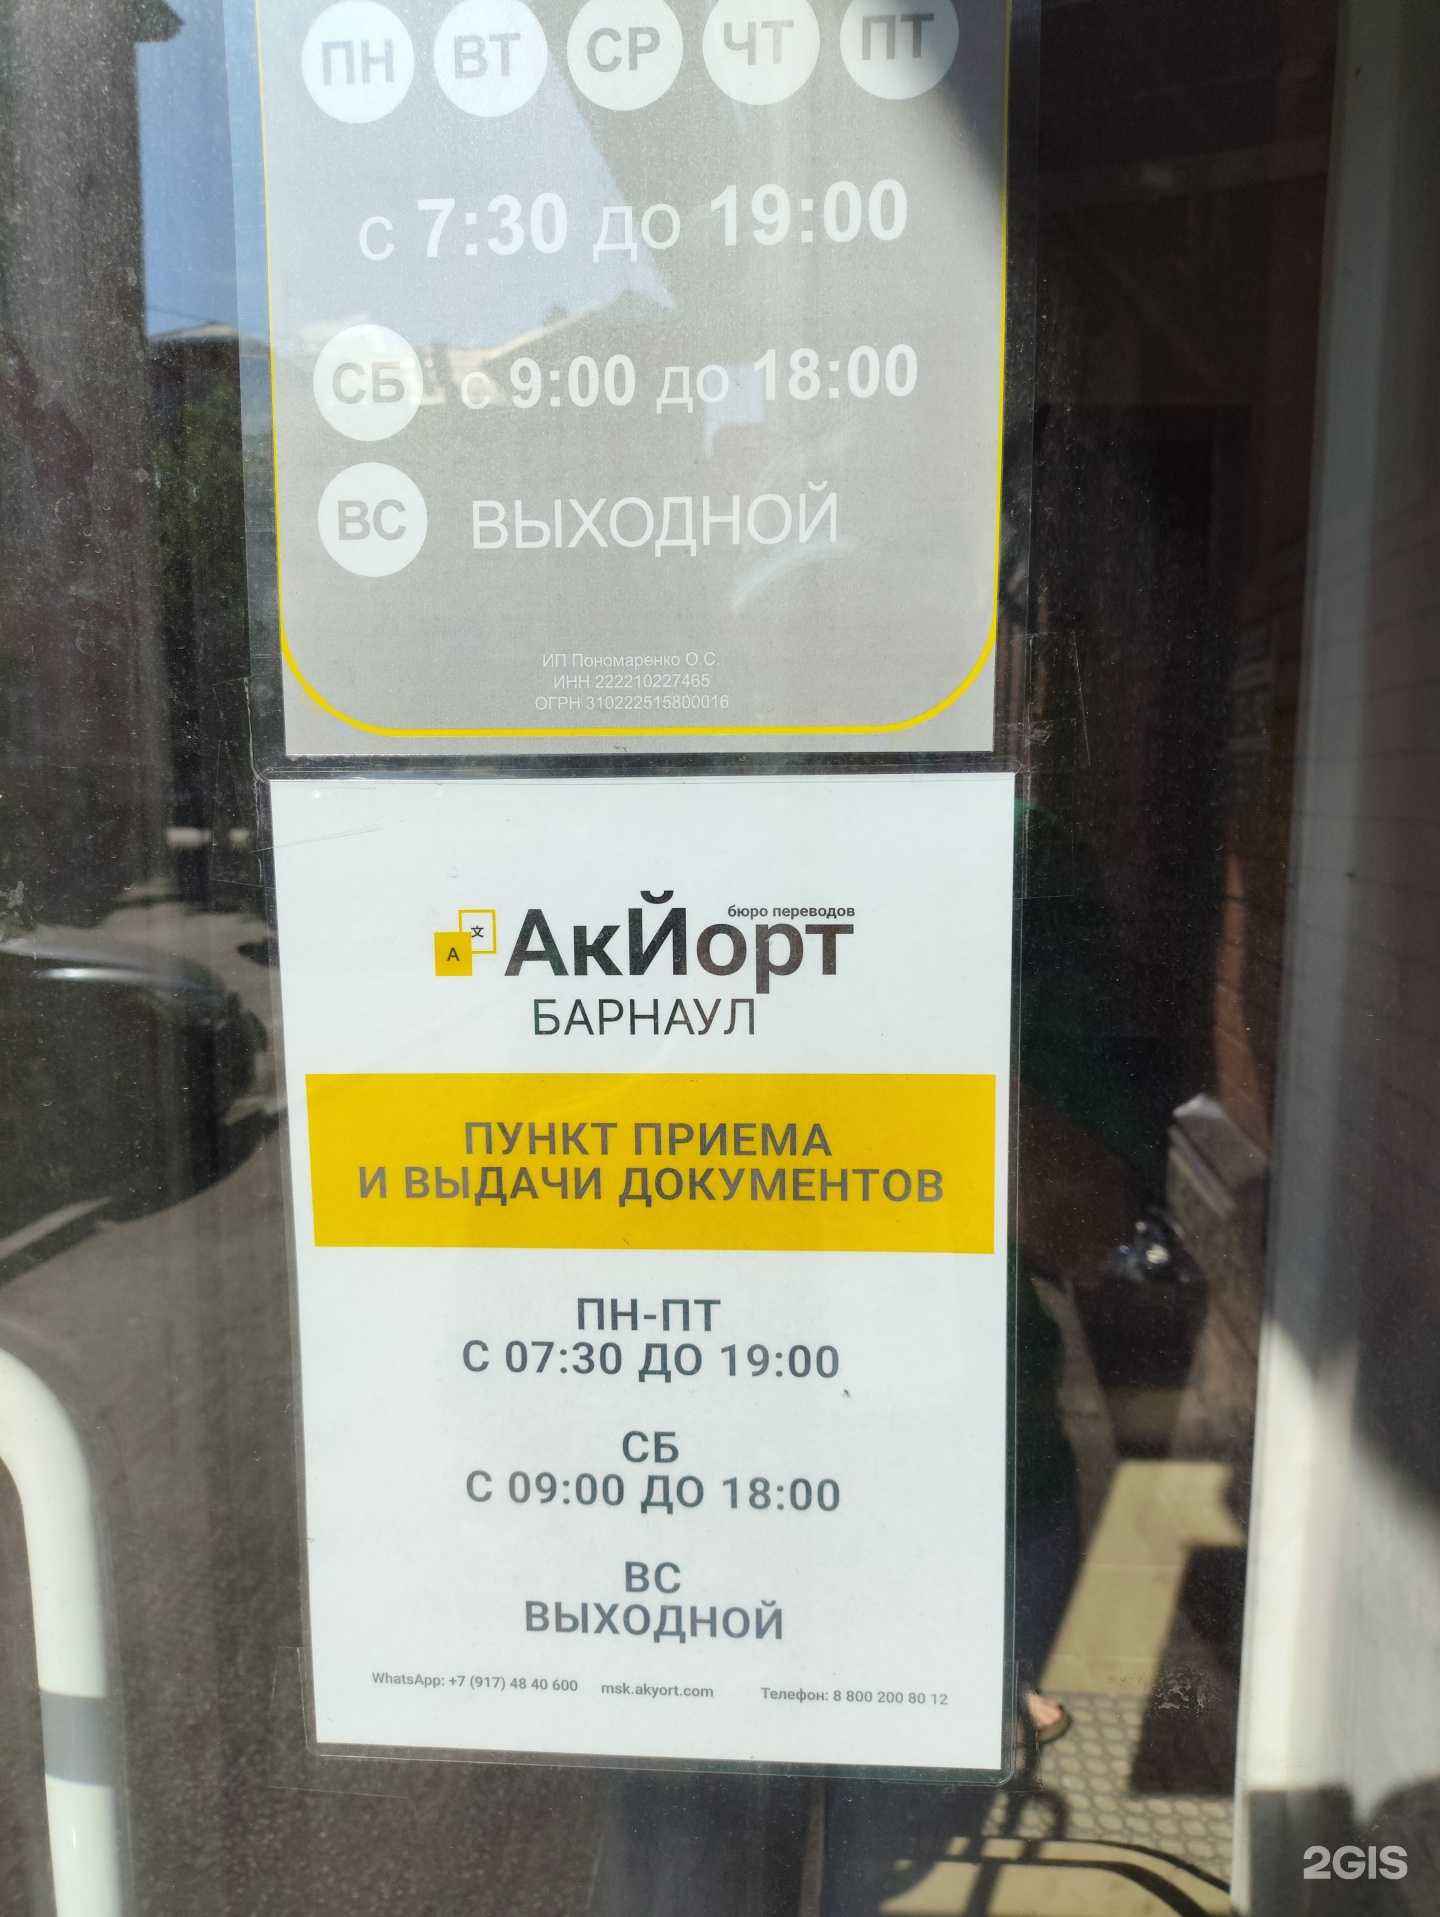 ПН ВТ СР ЧТ ПТ
с 7:30 до 19:00
СБ с 9:00 до 18:00
ВС ВЫХОДНОЙ
ИП Пономаренко О.С.
ИНН 222210227465
ОГРН 310222515800016
бюро переводов
A 文 АкЙорт
БАРНАУЛ
ПУНКТ ПРИЕМА
И ВЫДАЧИ ДОКУМЕНТОВ
ПН-ПТ
С 07:30 ДО 19:00
СБ
С 09:00 ДО 18:00
ВС
ВЫХОДНОЙ
WhatsApp: +7 (917) 48 40 600 msk.akyort.com Телефон: 8 800 200 80 12
2GIS